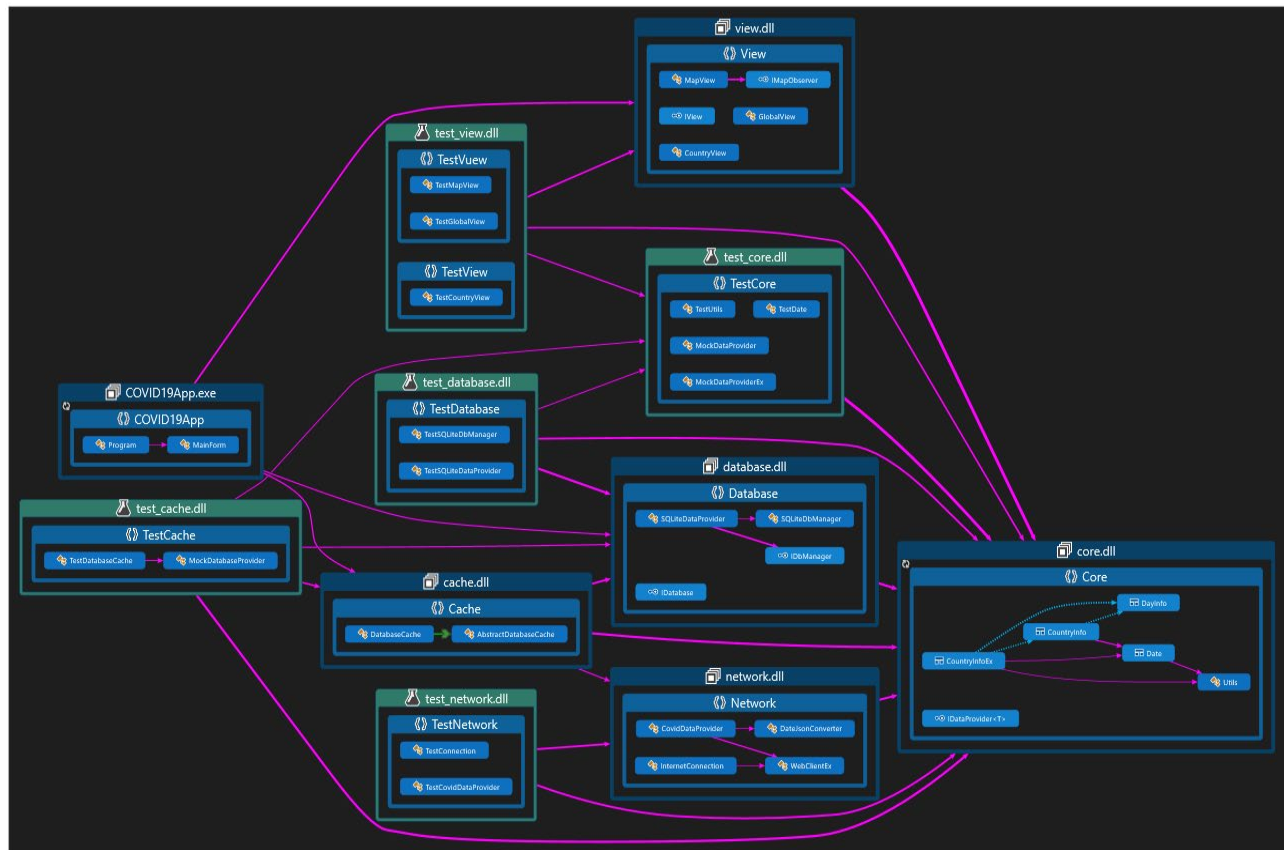 view.dll
View
MapView
IMapObserver
IView
GlobalView
CountryView
test_view.dll
TestVuew
TestMapView
TestGlobalView
TestView
TestCountryView
test_core.dll
TestCore
TestUtils
TestDate
MockDataProvider
MockDataProviderEx
COVID19App.exe
COVID19App
Program
MainForm
test_database.dll
TestDatabase
TestSQLiteDbManager
TestSQLiteDataProvider
database.dll
Database
SQLiteDataProvider
SQLiteDbManager
IDbManager
IDatabase
test_cache.dll
TestCache
TestDatabaseCache
MockDatabaseProvider
cache.dll
Cache
DatabaseCache
AbstractDatabaseCache
core.dll
Core
DayInfo
CountryInfo
Date
CountryInfoEx
Utils
IDataProvider<T>
network.dll
Network
CovidDataProvider
DateJsonConverter
InternetConnection
WebClientEx
test_network.dll
TestNetwork
TestConnection
TestCovidDataProvider